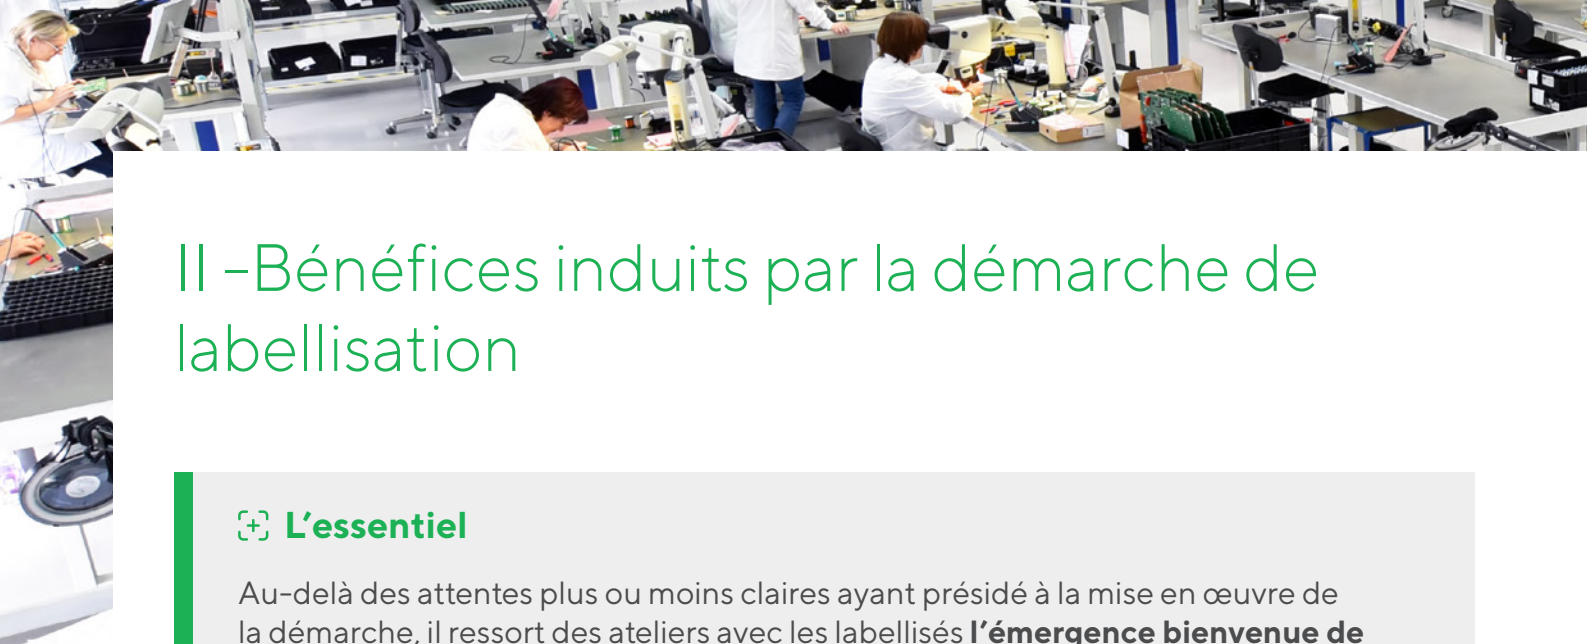 II -Bénéfices induits par la démarche de
labellisation
L’essentiel
Au-delà des attentes plus ou moins claires ayant présidé à la mise en œuvre de
la démarche, il ressort des ateliers avec les labellisés l’émergence bienvenue de